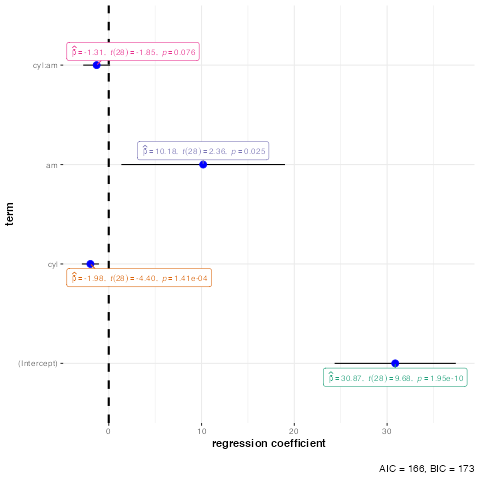 β̂ = -1.31, t(28) = -1.85, p = 0.076
cyl:am
β̂ = 10.18, t(28) = 2.36, p = 0.025
am
term
cyl
β̂ = -1.98, t(28) = -4.40, p = 1.41e-04
(Intercept)
β̂ = 30.87, t(28) = 9.68, p = 1.95e-10
0 10 20 30
regression coefficient
AIC = 166, BIC = 173